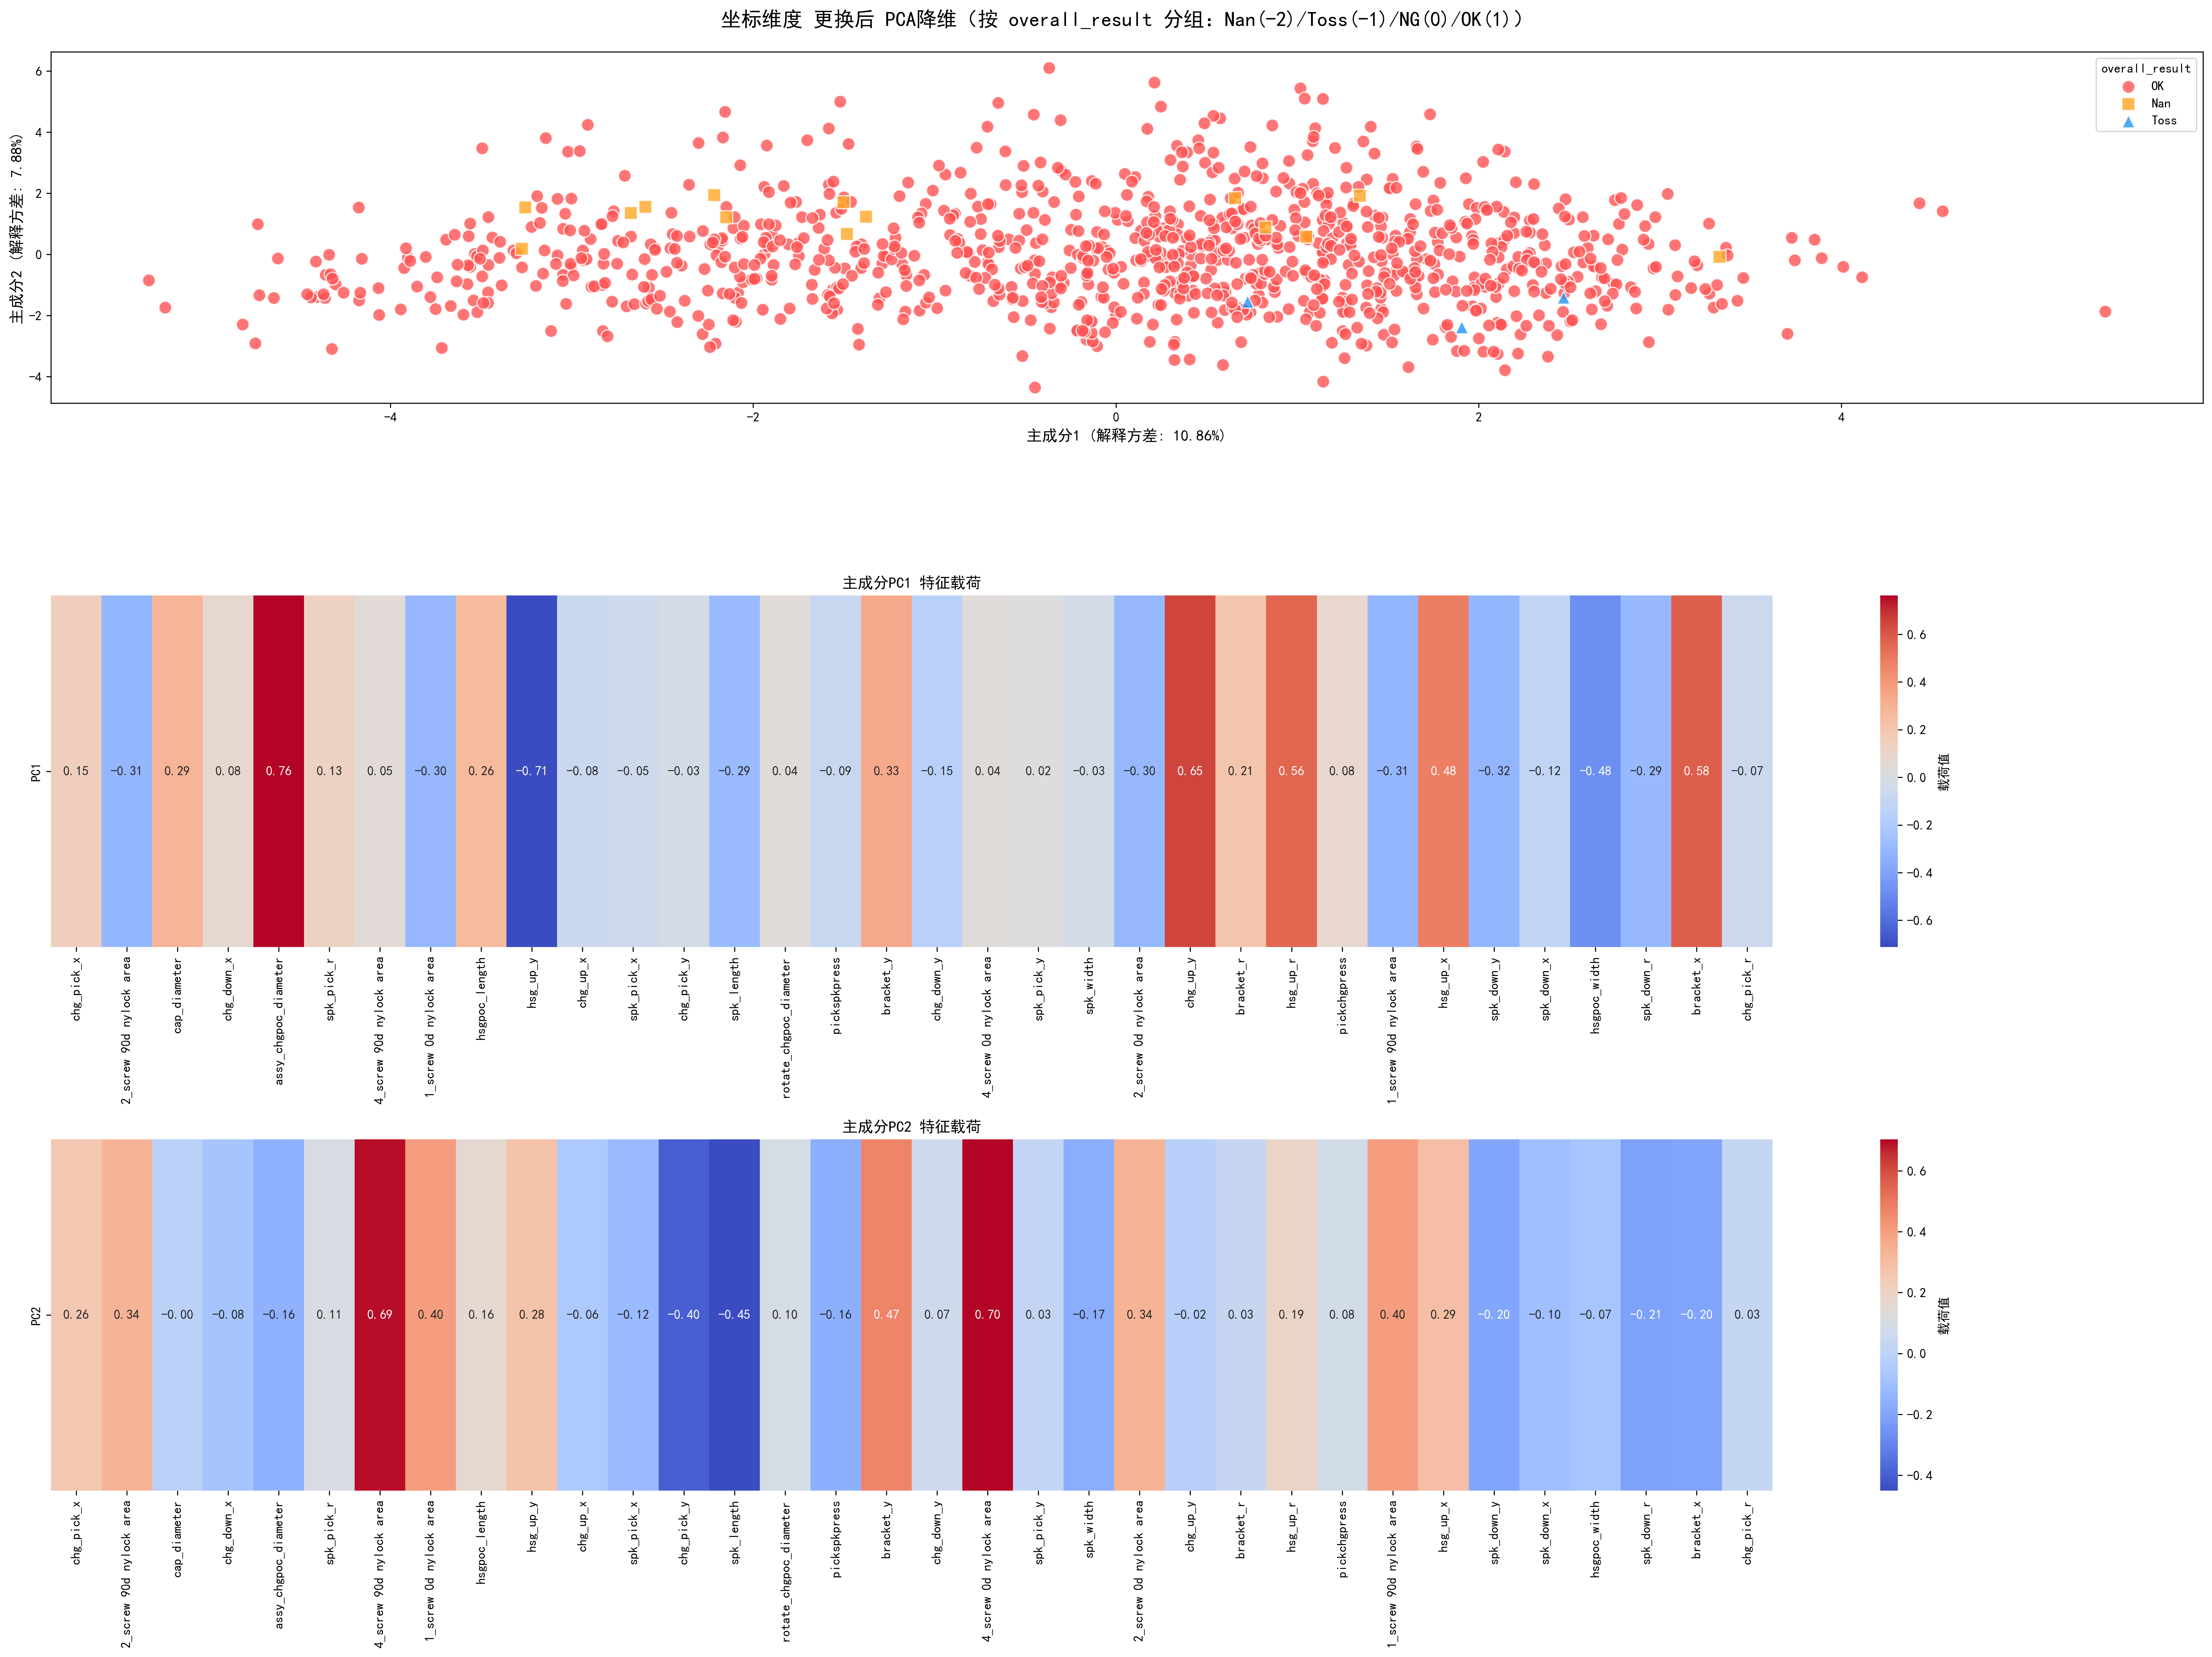 坐标维度 更换后 PCA降维（按 overall_result 分组：Nan(-2)/Toss(-1)/NG(0)/OK(1)）
overall_result
OK
Nan
Toss
主成分2 (解释方差: 7.88%)
6
4
2
0
−2
−4
−4
−2
0
2
4
主成分1 (解释方差: 10.86%)
主成分PC1 特征载荷
PC1
0.15 −0.31 0.29 0.08 0.76 0.13 0.05 −0.30 0.26 −0.71 −0.08 −0.05 −0.03 −0.29 0.04 −0.09 0.33 −0.15 0.04 0.02 −0.03 −0.30 0.65 0.21 0.56 0.08 −0.31 0.48 −0.32 −0.12 −0.48 −0.29 0.58 −0.07
chg_pick_x
2_screw 90d nylock area
cap_diameter
chg_down_x
assy_chgpoc_diameter
spk_pick_r
4_screw 90d nylock area
1_screw 0d nylock area
hsgpoc_length
hsg_up_y
chg_up_x
spk_pick_x
chg_pick_y
spk_length
rotate_chgpoc_diameter
pickspkpress
bracket_y
chg_down_y
4_screw 0d nylock area
spk_pick_y
spk_width
2_screw 0d nylock area
chg_up_y
bracket_r
hsg_up_r
pickchgpress
1_screw 90d nylock area
hsg_up_x
spk_down_y
spk_down_x
hsgpoc_width
spk_down_r
bracket_x
chg_pick_r
0.6
0.4
0.2
0.0
−0.2
−0.4
−0.6
载荷值
主成分PC2 特征载荷
PC2
0.26 0.34 −0.00 −0.08 −0.16 0.11 0.69 0.40 0.16 0.28 −0.06 −0.12 −0.40 −0.45 0.10 −0.16 0.47 0.07 0.70 0.03 −0.17 0.34 −0.02 0.03 0.19 0.08 0.40 0.29 −0.20 −0.10 −0.07 −0.21 −0.20 0.03
chg_pick_x
2_screw 90d nylock area
cap_diameter
chg_down_x
assy_chgpoc_diameter
spk_pick_r
4_screw 90d nylock area
1_screw 0d nylock area
hsgpoc_length
hsg_up_y
chg_up_x
spk_pick_x
chg_pick_y
spk_length
rotate_chgpoc_diameter
pickspkpress
bracket_y
chg_down_y
4_screw 0d nylock area
spk_pick_y
spk_width
2_screw 0d nylock area
chg_up_y
bracket_r
hsg_up_r
pickchgpress
1_screw 90d nylock area
hsg_up_x
spk_down_y
spk_down_x
hsgpoc_width
spk_down_r
bracket_x
chg_pick_r
0.6
0.4
0.2
0.0
−0.2
−0.4
载荷值